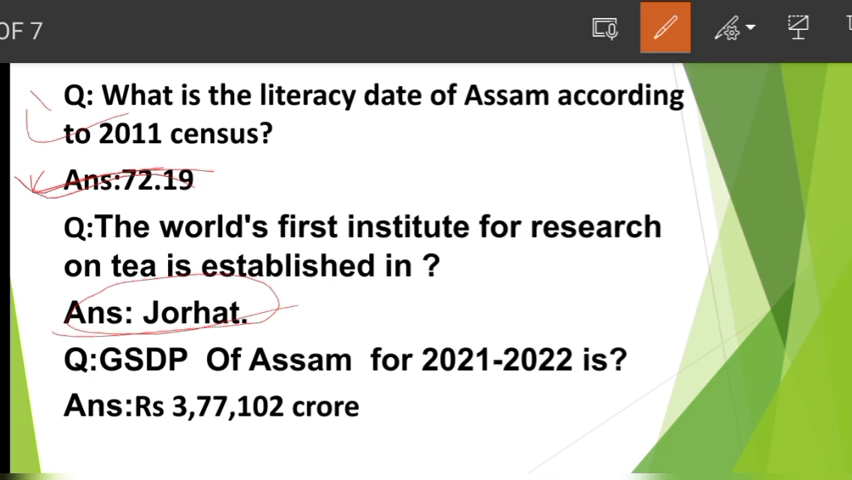 OF 7
Q: What is the literacy date of Assam according
to 2011 census?
Ans:72.19
Q:The world's first institute for research
on tea is established in ?
Ans: Jorhat.
Q:GSDP Of Assam for 2021-2022 is?
Ans:Rs 3,77,102 crore